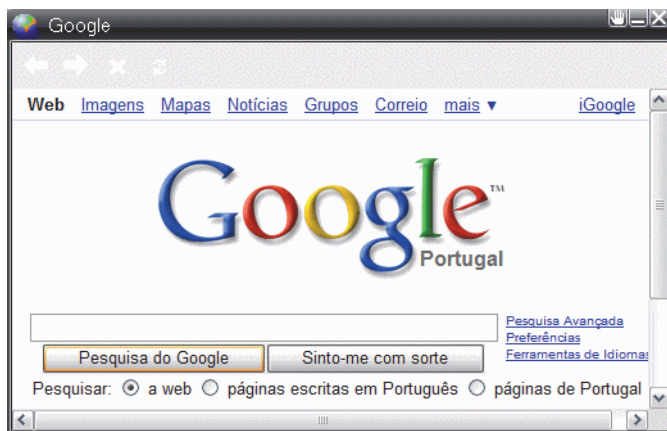 Google
Web Imagens Mapas Notícias Grupos Correio mais ▼ iGoogle
Google™
Portugal
Pesquisa Avançada
Preferências
Ferramentas de Idiomas
Pesquisa do Google Sinto-me com sorte
Pesquisar: a web páginas escritas em Português páginas de Portugal